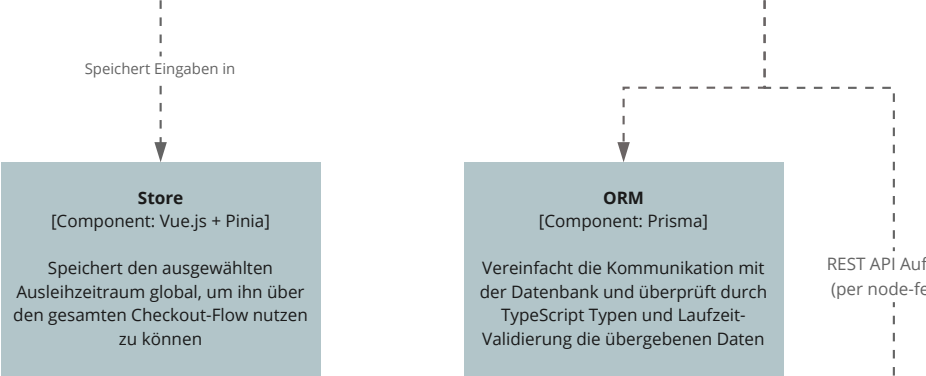 Speichert Eingaben in
Store
[Component: Vue.js + Pinia]
Speichert den ausgewählten
Ausleihzeitraum global, um ihn über
den gesamten Checkout-Flow nutzen
zu können
ORM
[Component: Prisma]
Vereinfacht die Kommunikation mit
der Datenbank und überprüft durch
TypeScript Typen und Laufzeit-
Validierung die übergebenen Daten
REST API Auf
(per node-fe